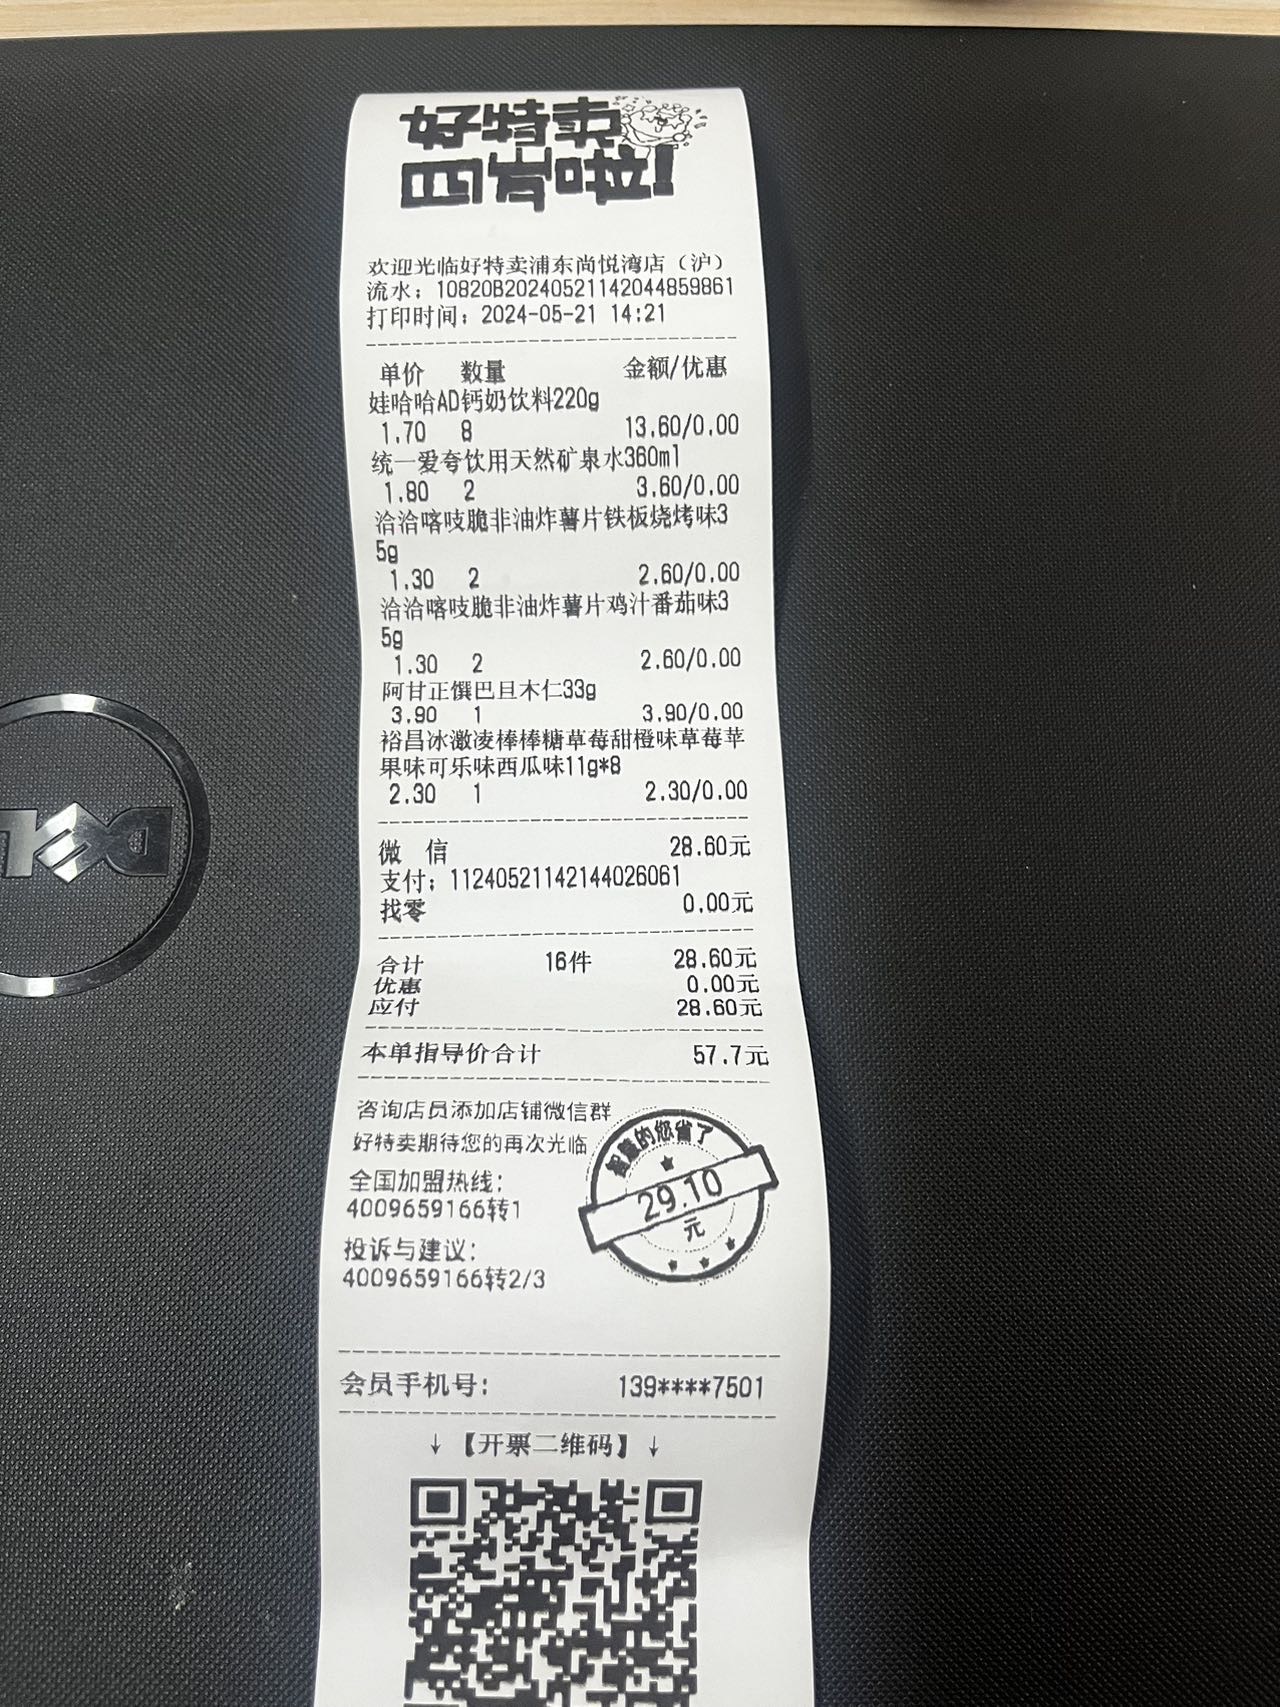 好特卖
欢迎光临好特卖浦东尚悦湾店（沪）
流水：10820B20240521142044859861
打印时间：2024-05-21 14:21
单价 数量 金额/优惠
娃哈哈AD钙奶饮料220g
1.70 8 13.60/0.00
统一爱夸饮用天然矿泉水360ml
1.80 2 3.60/0.00
洽洽喀吱脆非油炸薯片铁板烧烤味3
5g
1.30 2 2.60/0.00
洽洽喀吱脆非油炸薯片鸡汁番茄味3
5g
1.30 2 2.60/0.00
阿甘正馔巴旦木仁33g
3.90 1 3.90/0.00
裕昌冰激凌棒棒糖草莓甜橙味草莓苹
果味可乐味西瓜味11g*8
2.30 1 2.30/0.00
微 信 28.60元
支付：11240521142144026061
找零 0.00元
合计 16件 28.60元
优惠 0.00元
应付 28.60元
本单指导价合计 57.7元
咨询店员添加店铺微信群
好特卖期待您的再次光临
智慧的您省了
29.10
元
全国加盟热线：
4009659166转1
投诉与建议：
4009659166转2/3
会员手机号： 139****7501
↓【开票二维码】↓
DELL